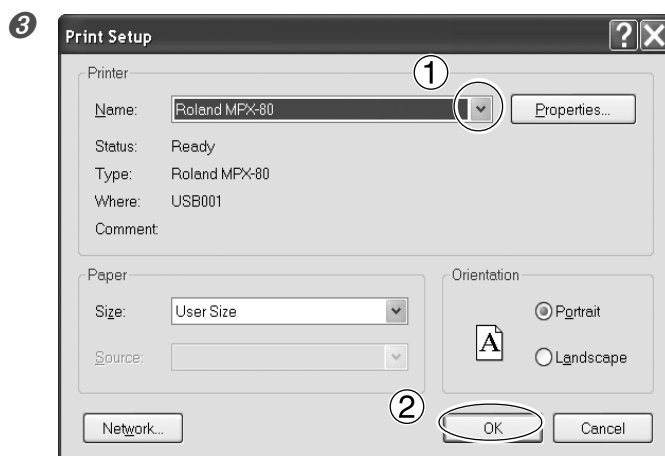 ❸
Print Setup
Printer
①
Name: Roland MPX-80 Properties...
Status: Ready
Type: Roland MPX-80
Where: USB001
Comment:
Paper
Size: User Size
Source:
Orientation
A
Portrait
Landscape
②
Network... OK Cancel